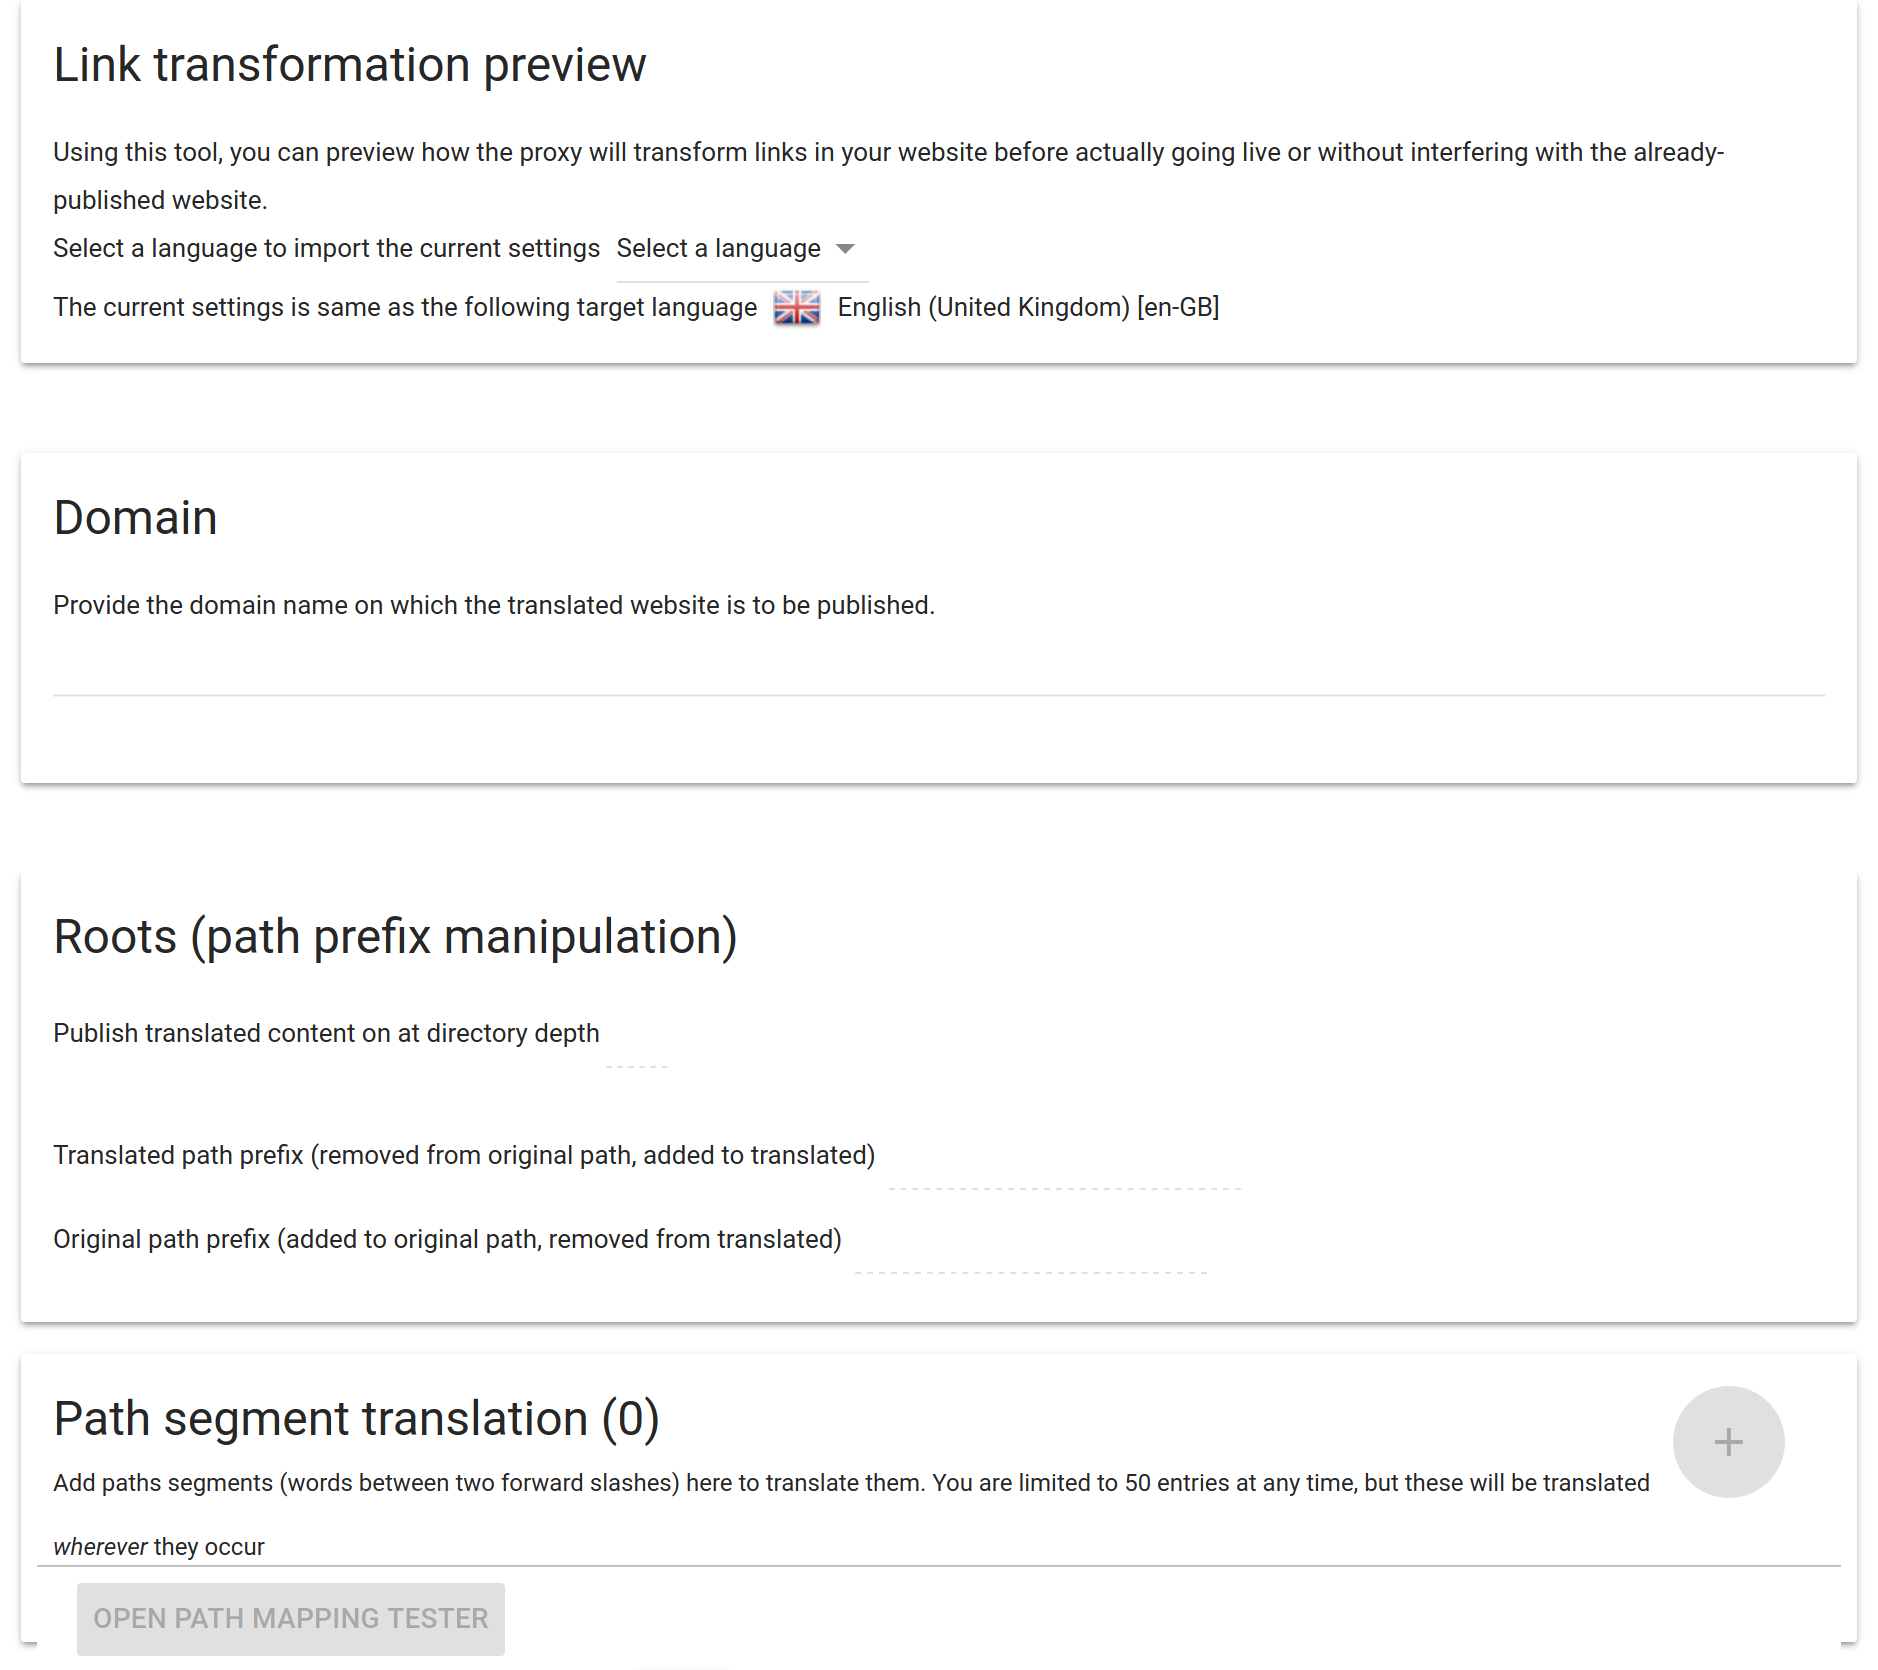 Link transformation preview
Using this tool, you can preview how the proxy will transform links in your website before actually going live or without interfering with the already-
published website.
Select a language to import the current settings Select a language
The current settings is same as the following target language English (United Kingdom) [en-GB]
Domain
Provide the domain name on which the translated website is to be published.
Roots (path prefix manipulation)
Publish translated content on at directory depth
Translated path prefix (removed from original path, added to translated)
Original path prefix (added to original path, removed from translated)
Path segment translation (0)
+
Add paths segments (words between two forward slashes) here to translate them. You are limited to 50 entries at any time, but these will be translated
wherever they occur
OPEN PATH MAPPING TESTER